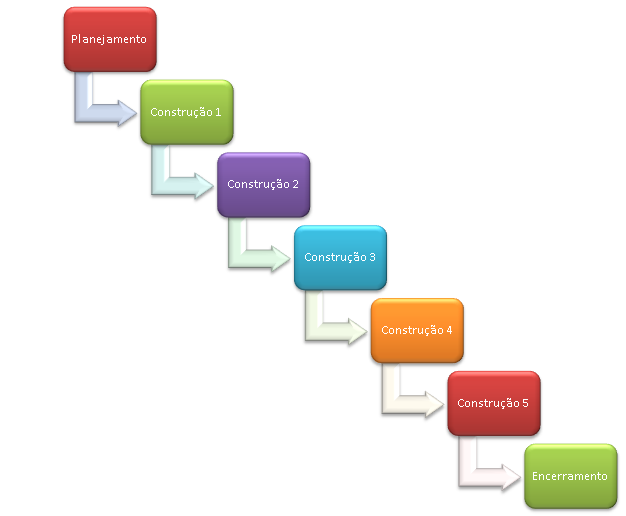 Planejamento
Construção 1
Construção 2
Construção 3
Construção 4
Construção 5
Encerramento